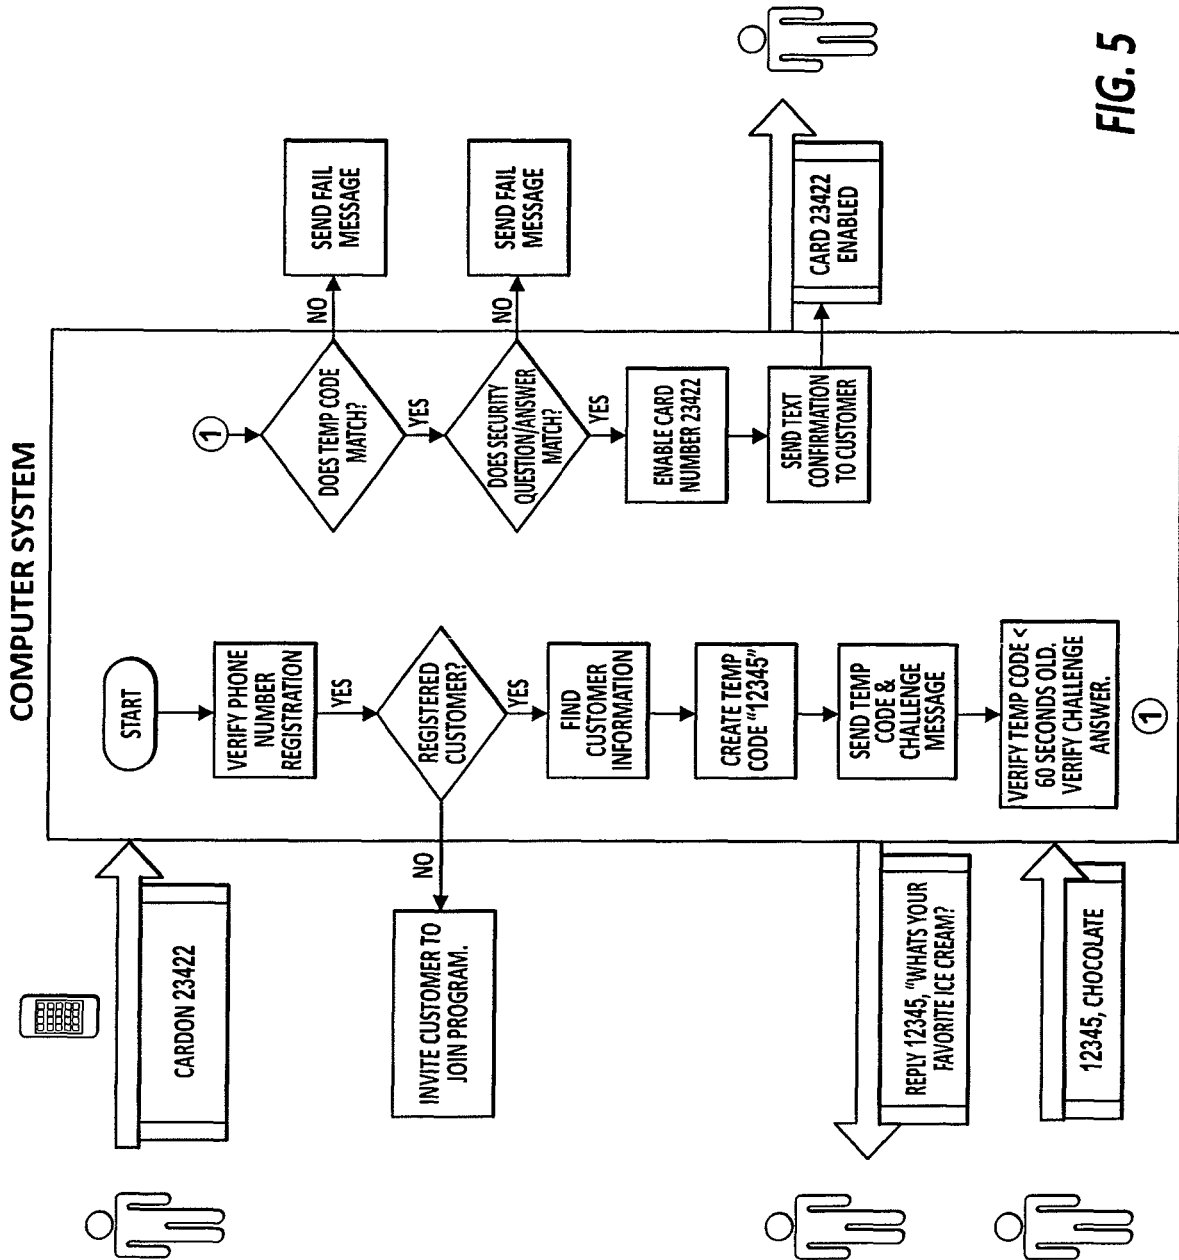 COMPUTER SYSTEM
CARDON 23422
START
VERIFY PHONE
NUMBER
REGISTRATION
YES
REGISTERED
CUSTOMER?
NO
INVITE CUSTOMER TO
JOIN PROGRAM.
YES
FIND
CUSTOMER
INFORMATION
CREATE TEMP
CODE "12345"
SEND TEMP
CODE &
CHALLENGE
MESSAGE
REPLY 12345, "WHATS YOUR
FAVORITE ICE CREAM?
12345, CHOCOLATE
VERIFY TEMP CODE <
60 SECONDS OLD.
VERIFY CHALLENGE
ANSWER.
1
1
DOES TEMP CODE
MATCH?
NO
SEND FAIL
MESSAGE
YES
DOES SECURITY
QUESTION/ANSWER
MATCH?
NO
SEND FAIL
MESSAGE
YES
ENABLE CARD
NUMBER 23422
SEND TEXT
CONFIRMATION
TO CUSTOMER
CARD 23422
ENABLED
FIG. 5